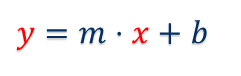 y = m · x + b